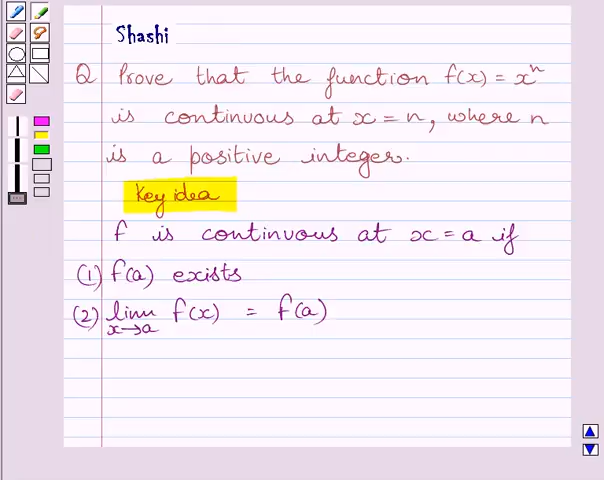 Shashi
Q Prove that the function f(x) = xⁿ
is continuous at x = n, where n
is a positive integer.
Key idea
f is continuous at x = a if
(1) f(a) exists
(2) lim f(x) = f(a)
x→a